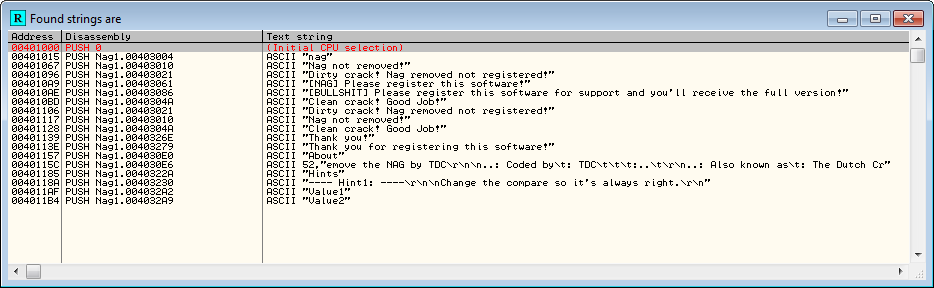 R Found strings are
Address Disassembly Text string
00401000 PUSH 0 (Initial CPU selection)
00401015 PUSH Nag1.00403004 ASCII "nag"
00401067 PUSH Nag1.00403010 ASCII "Nag not removed!"
00401096 PUSH Nag1.00403021 ASCII "Dirty crack! Nag removed not registered!"
004010A9 PUSH Nag1.00403061 ASCII "[NAG] Please register this software!"
004010AE PUSH Nag1.00403086 ASCII "[BULLSHIT] Please register this software for support and you'll receive the full version!"
004010BD PUSH Nag1.0040304A ASCII "Clean crack! Good Job!"
00401106 PUSH Nag1.00403021 ASCII "Dirty crack! Nag removed not registered!"
00401117 PUSH Nag1.00403010 ASCII "Nag not removed!"
00401128 PUSH Nag1.0040304A ASCII "Clean crack! Good Job!"
00401139 PUSH Nag1.0040326E ASCII "Thank you!"
0040113E PUSH Nag1.00403279 ASCII "Thank you for registering this software!"
00401157 PUSH Nag1.004030E0 ASCII "About"
0040115C PUSH Nag1.004030E6 ASCII 52,"emove the NAG by TDC\r\n\n..: Coded by\t: TDC\t\t\t:..\t\r\n..: Also known as\t: The Dutch Cr"
00401185 PUSH Nag1.0040322A ASCII "Hints"
0040118A PUSH Nag1.00403230 ASCII "---- Hint1: ----\r\n\nChange the compare so it's always right.\r\n"
004011AF PUSH Nag1.004032A2 ASCII "Value1"
004011B4 PUSH Nag1.004032A9 ASCII "Value2"